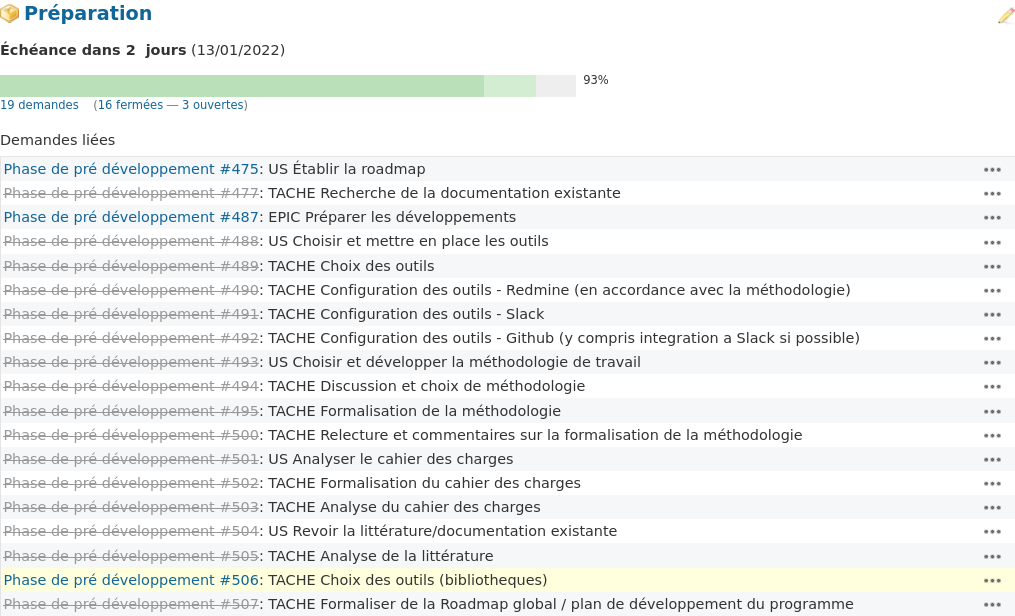 Préparation
Échéance dans 2 jours (13/01/2022)
93%
19 demandes (16 fermées — 3 ouvertes)
Demandes liées
Phase de pré développement #475: US Établir la roadmap
Phase de pré développement #477: TACHE Recherche de la documentation existante
Phase de pré développement #487: EPIC Préparer les développements
Phase de pré développement #488: US Choisir et mettre en place les outils
Phase de pré développement #489: TACHE Choix des outils
Phase de pré développement #490: TACHE Configuration des outils - Redmine (en accordance avec la méthodologie)
Phase de pré développement #491: TACHE Configuration des outils - Slack
Phase de pré développement #492: TACHE Configuration des outils - Github (y compris integration a Slack si possible)
Phase de pré développement #493: US Choisir et développer la méthodologie de travail
Phase de pré développement #494: TACHE Discussion et choix de méthodologie
Phase de pré développement #495: TACHE Formalisation de la méthodologie
Phase de pré développement #500: TACHE Relecture et commentaires sur la formalisation de la méthodologie
Phase de pré développement #501: US Analyser le cahier des charges
Phase de pré développement #502: TACHE Formalisation du cahier des charges
Phase de pré développement #503: TACHE Analyse du cahier des charges
Phase de pré développement #504: US Revoir la littérature/documentation existante
Phase de pré développement #505: TACHE Analyse de la littérature
Phase de pré développement #506: TACHE Choix des outils (bibliotheques)
Phase de pré développement #507: TACHE Formaliser de la Roadmap global / plan de développement du programme